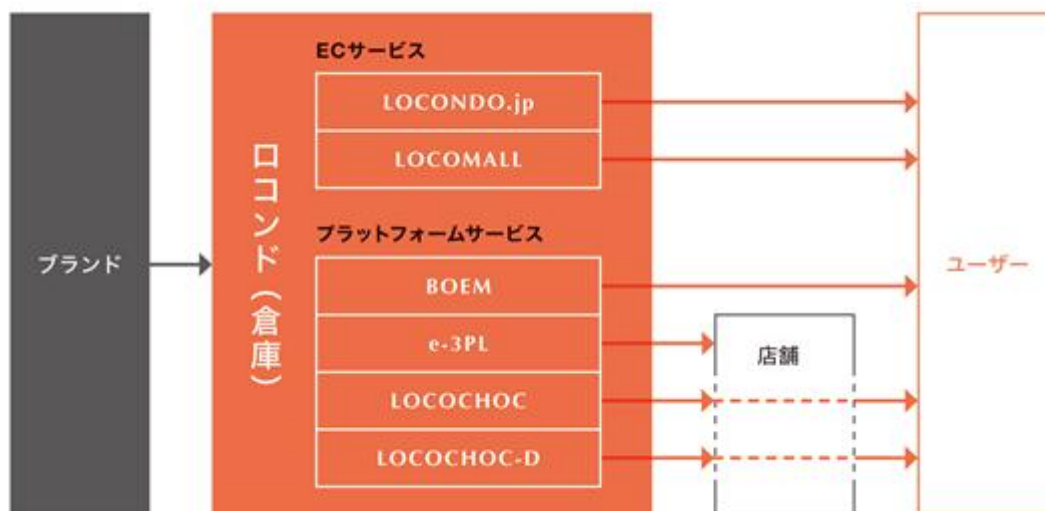 ブランド
ロコンド（倉庫）
ECサービス
LOCONDO.jp
LOCOMALL
プラットフォームサービス
BOEM
e-3PL
LOCOCHOC
LOCOCHOC-D
店舗
ユーザー